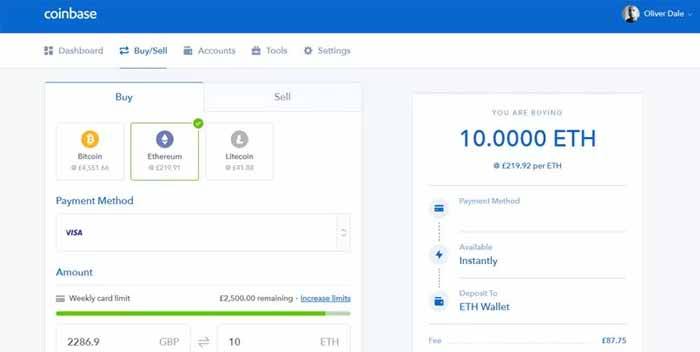 coinbase
Oliver Dale
Dashboard
Buy/Sell
Accounts
Tools
Settings
Buy
Sell
Bitcoin
@ £4,551.66
Ethereum
@ £219.91
Litecoin
@ £41.88
Payment Method
VISA
Amount
Weekly card limit
£2,500.00 remaining - Increase limits
2286.9 GBP
10 ETH
YOU ARE BUYING
10.0000 ETH
@ £219.92 per ETH
Payment Method
Available
Instantly
Deposit To
ETH Wallet
Fee £87.75